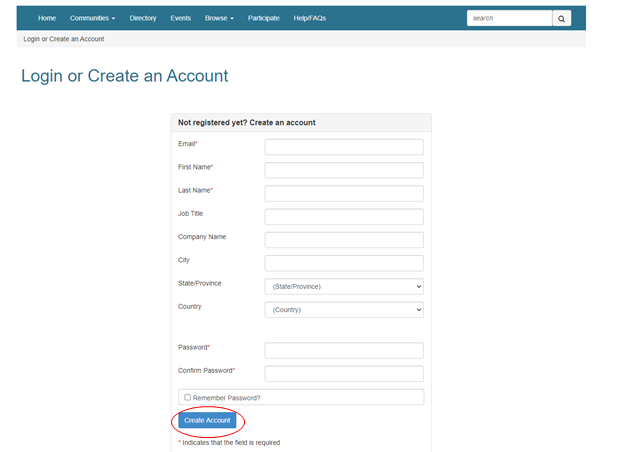 Home Communities Directory Events Browse Participate Help/FAQs search
Login or Create an Account
Login or Create an Account
Not registered yet? Create an account
Email*
First Name*
Last Name*
Job Title
Company Name
City
State/Province (State/Province)
Country (Country)
Password*
Confirm Password*
Remember Password?
Create Account
* Indicates that the field is required